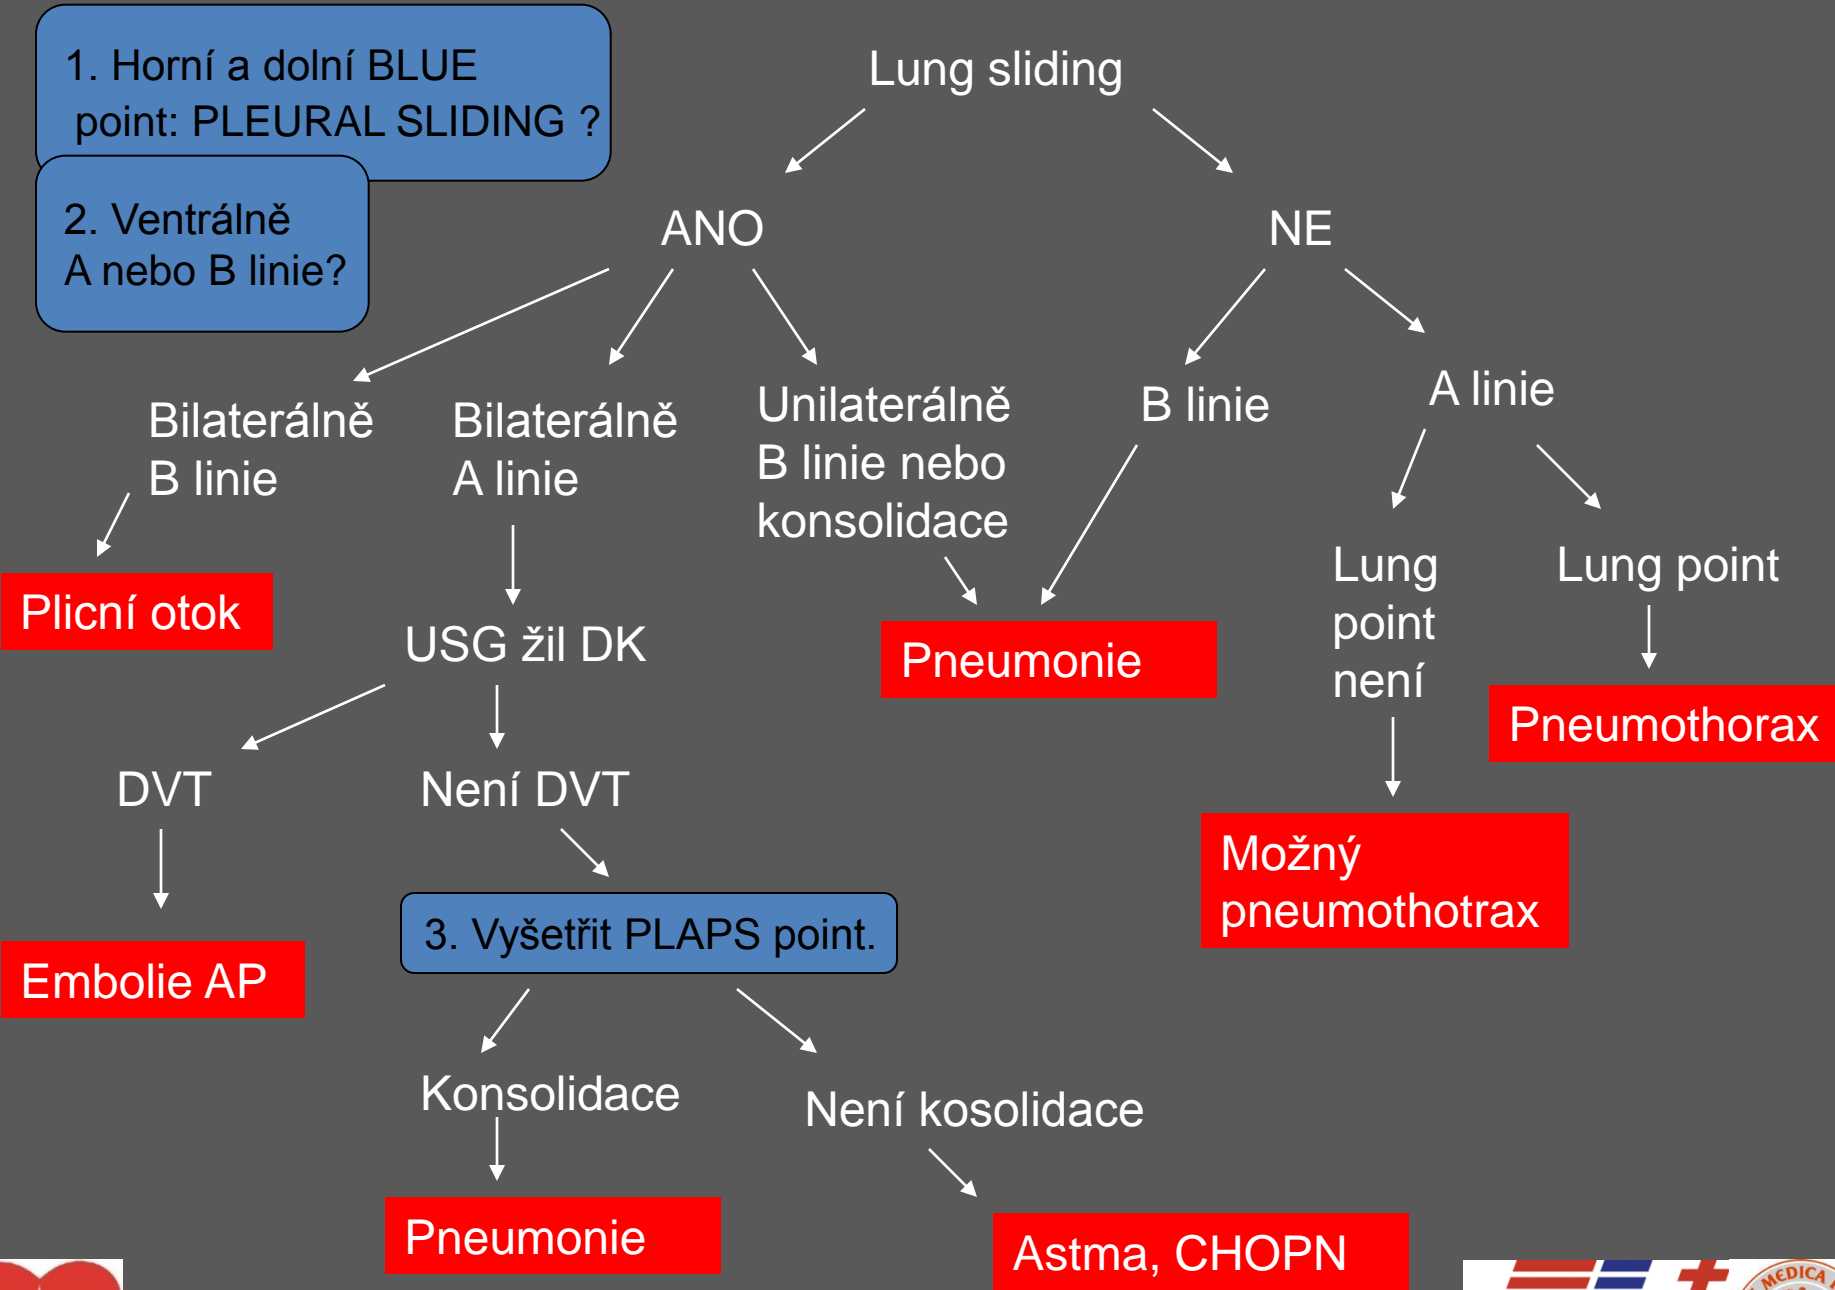 1. Horní a dolní BLUE
point: PLEURAL SLIDING ?
2. Ventrálně
A nebo B linie?
Lung sliding
ANO
NE
Bilaterálně
B linie
Bilaterálně
A linie
Unilaterálně
B linie nebo
konsolidace
B linie
A linie
Plicní otok
USG žil DK
Pneumonie
Lung
point
není
Lung point
Pneumothorax
DVT
Není DVT
Možný
pneumothotrax
3. Vyšetřit PLAPS point.
Embolie AP
Konsolidace
Není kosolidace
Pneumonie
Astma, CHOPN
MEDICA